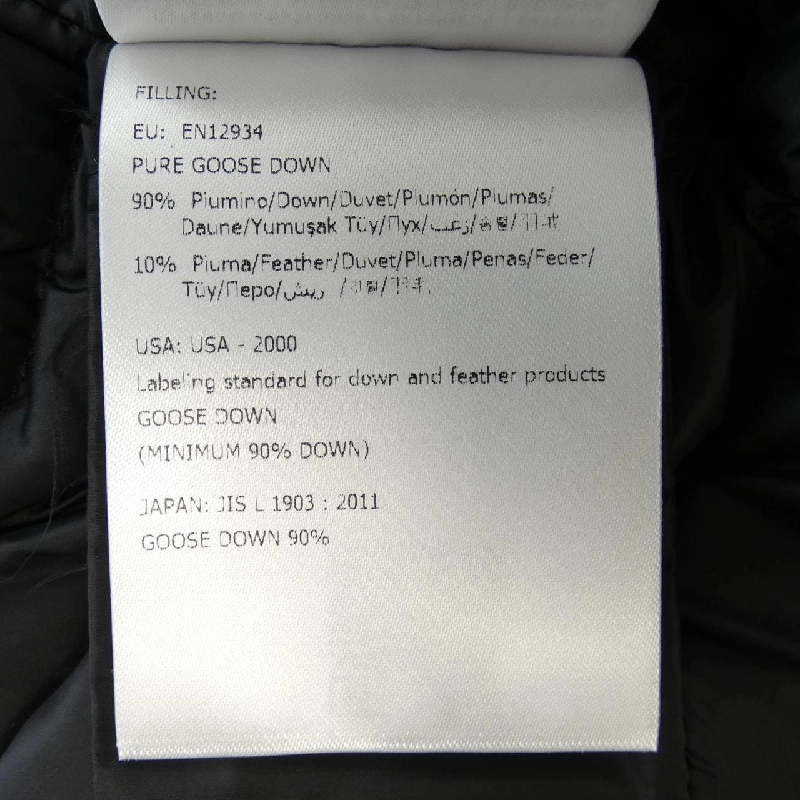 FILLING:
EU: EN12934
PURE GOOSE DOWN
90% Piumino/Down/Duvet/Plumón/Plumas/
Daune/Yumuşak Tüy/Пух/زغب/
10% Piuma/Feather/Duvet/Pluma/Penas/Feder/
Tüy/Перо/ريش/
USA: USA - 2000
Labeling standard for down and feather products
GOOSE DOWN
(MINIMUM 90% DOWN)
JAPAN: JIS L 1903 : 2011
GOOSE DOWN 90%